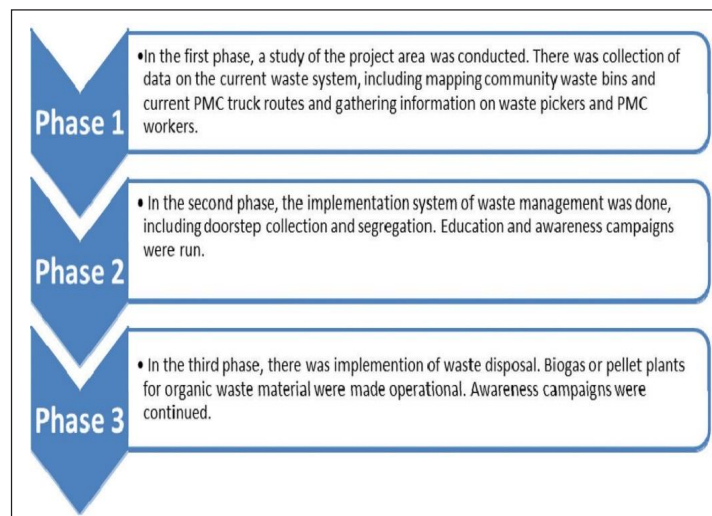 •In the first phase, a study of the project area was conducted. There was collection of
data on the current waste system, including mapping community waste bins and
current PMC truck routes and gathering information on waste pickers and PMC
workers.
Phase 1
• In the second phase, the implementation system of waste management was done,
including doorstep collection and segregation. Education and awareness campaigns
were run.
Phase 2
• In the third phase, there was implemention of waste disposal. Biogas or pellet plants
for organic waste material were made operational. Awareness campaigns were
continued.
Phase 3